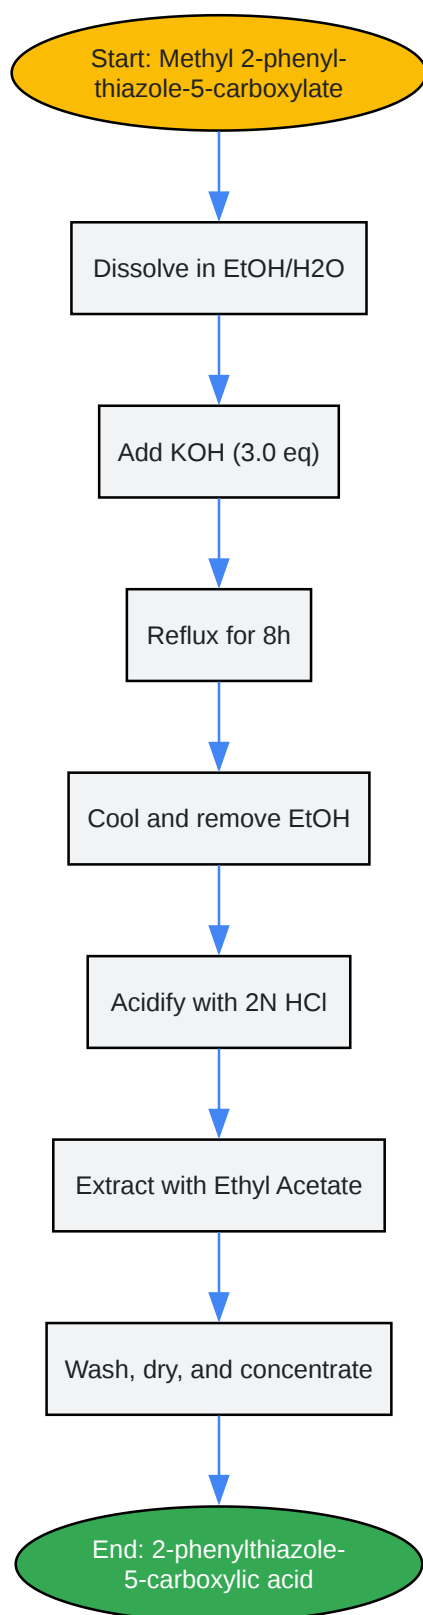 Start: Methyl 2-phenyl-
thiazole-5-carboxylate
Dissolve in EtOH/H2O
Add KOH (3.0 eq)
Reflux for 8h
Cool and remove EtOH
Acidify with 2N HCl
Extract with Ethyl Acetate
Wash, dry, and concentrate
End: 2-phenylthiazole-
5-carboxylic acid